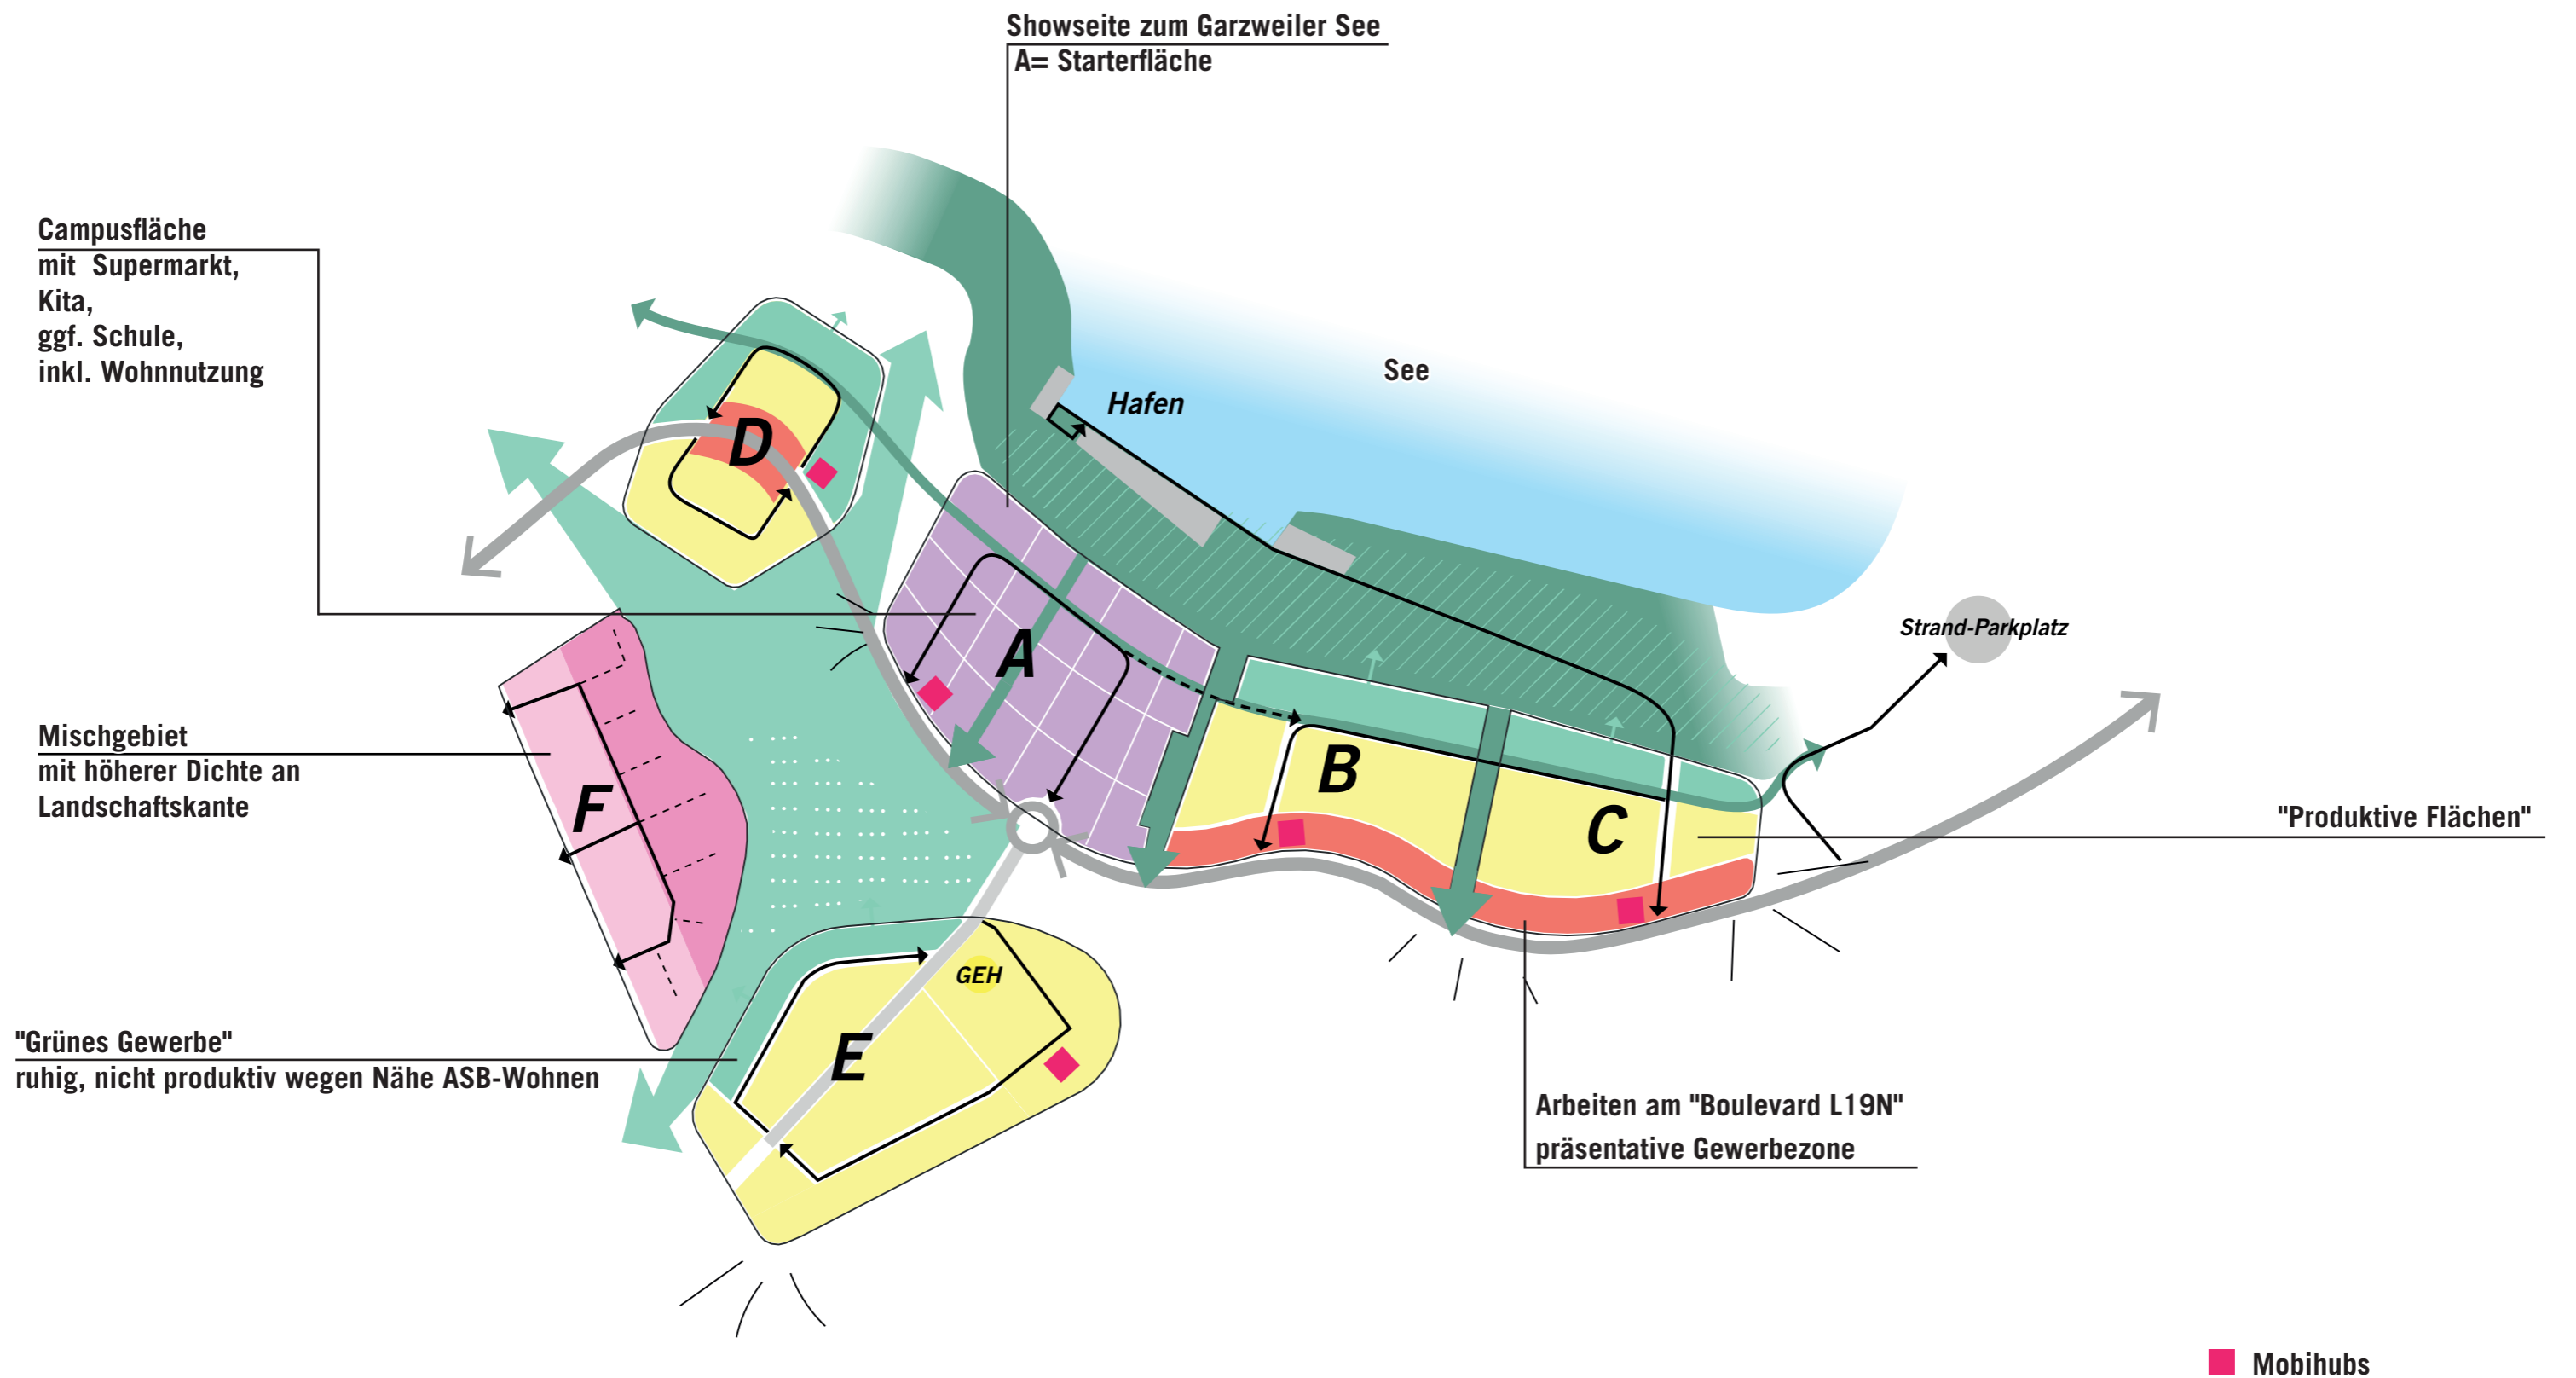 Showseite zum Garzweiler See
A= Starterfläche
Campusfläche
mit Supermarkt,
Kita,
ggf. Schule,
inkl. Wohnnutzung
See
Hafen
D
Strand-Parkplatz
A
Mischgebiet
mit höherer Dichte an
Landschaftskante
F
B
C
"Produktive Flächen"
GEH
E
"Grünes Gewerbe"
ruhig, nicht produktiv wegen Nähe ASB-Wohnen
Arbeiten am "Boulevard L19N"
präsentative Gewerbezone
Mobihubs